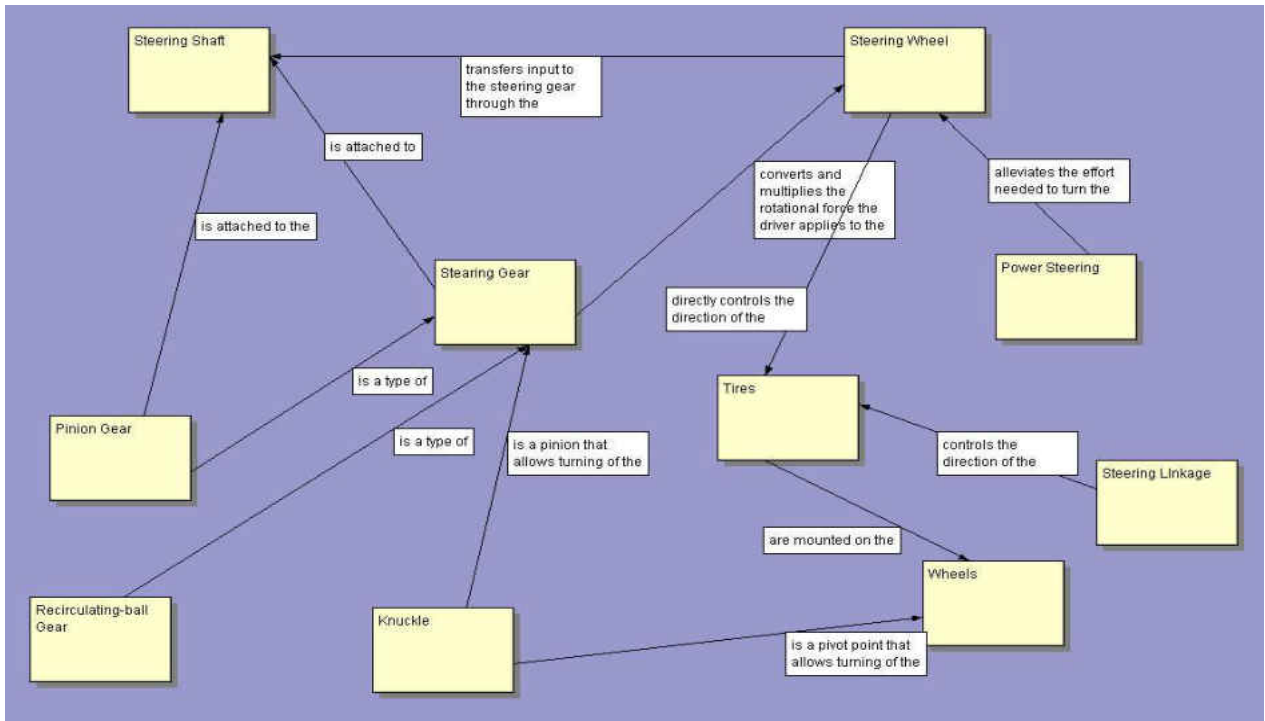 Steering Shaft
Steering Wheel
transfers input to
the steering gear
through the
is attached to
converts and
multiplies the
rotational force the
driver applies to the
alleviates the effort
needed to turn the
is attached to the
Stearing Gear
Power Steering
directly controls the
direction of the
is a type of
Tires
Pinion Gear
is a type of
is a pinion that
allows turning of the
controls the
direction of the
Steering LInkage
are mounted on the
Wheels
Recirculating-ball
Gear
Knuckle
is a pivot point that
allows turning of the